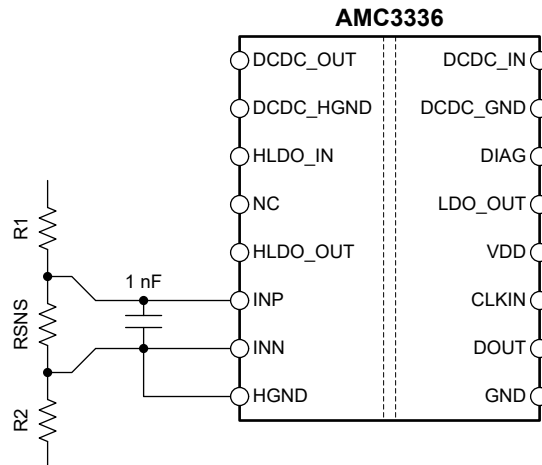 AMC3336
DCDC_OUT
DCDC_IN
DCDC_HGND
DCDC_GND
HLDO_IN
DIAG
NC
LDO_OUT
R1
HLDO_OUT
VDD
1 nF
INP
CLKIN
RSNS
INN
DOUT
R2
HGND
GND